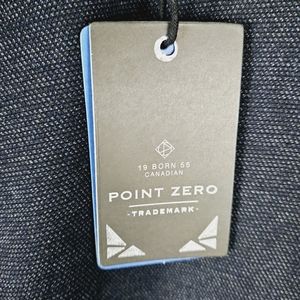 19 BORN 55
CANADIAN
POINT ZERO
-TRADEMARK-